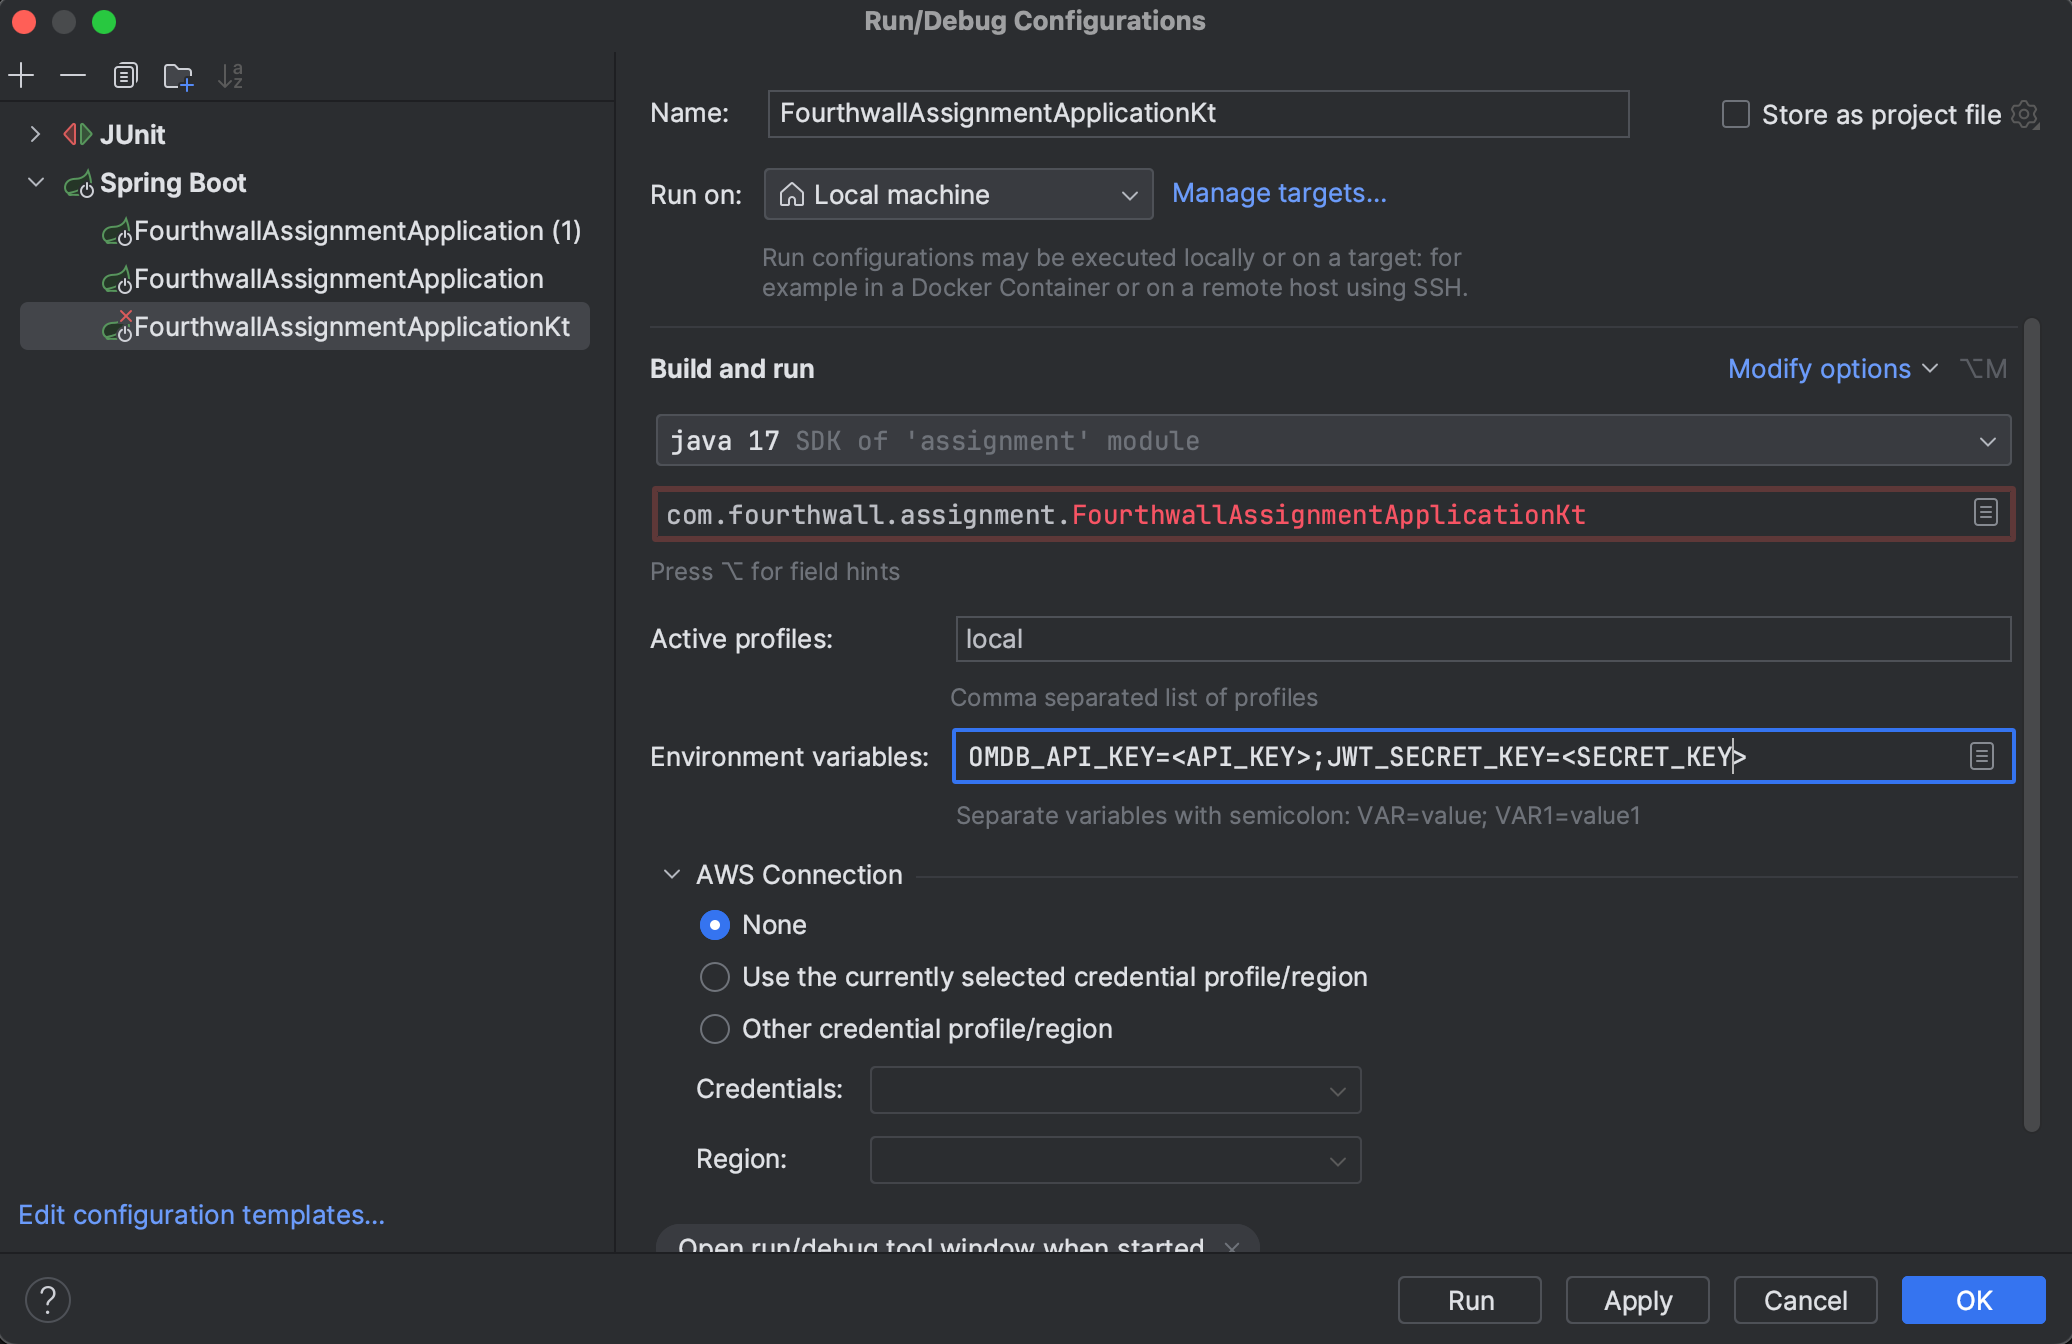 Run/Debug Configurations
JUnit
Spring Boot
FourthwallAssignmentApplication (1)
FourthwallAssignmentApplication
FourthwallAssignmentApplicationKt
Edit configuration templates...
Name: FourthwallAssignmentApplicationKt
Store as project file
Run on: Local machine Manage targets...
Run configurations may be executed locally or on a target: for
example in a Docker Container or on a remote host using SSH.
Build and run Modify options ⌥M
java 17 SDK of 'assignment' module
com.fourthwall.assignment.FourthwallAssignmentApplicationKt
Press ⌥ for field hints
Active profiles: local
Comma separated list of profiles
Environment variables: OMDB_API_KEY=<API_KEY>;JWT_SECRET_KEY=<SECRET_KEY>
Separate variables with semicolon: VAR=value; VAR1=value1
AWS Connection
None
Use the currently selected credential profile/region
Other credential profile/region
Credentials:
Region:
Open run/debug tool window when started
? Run Apply Cancel OK